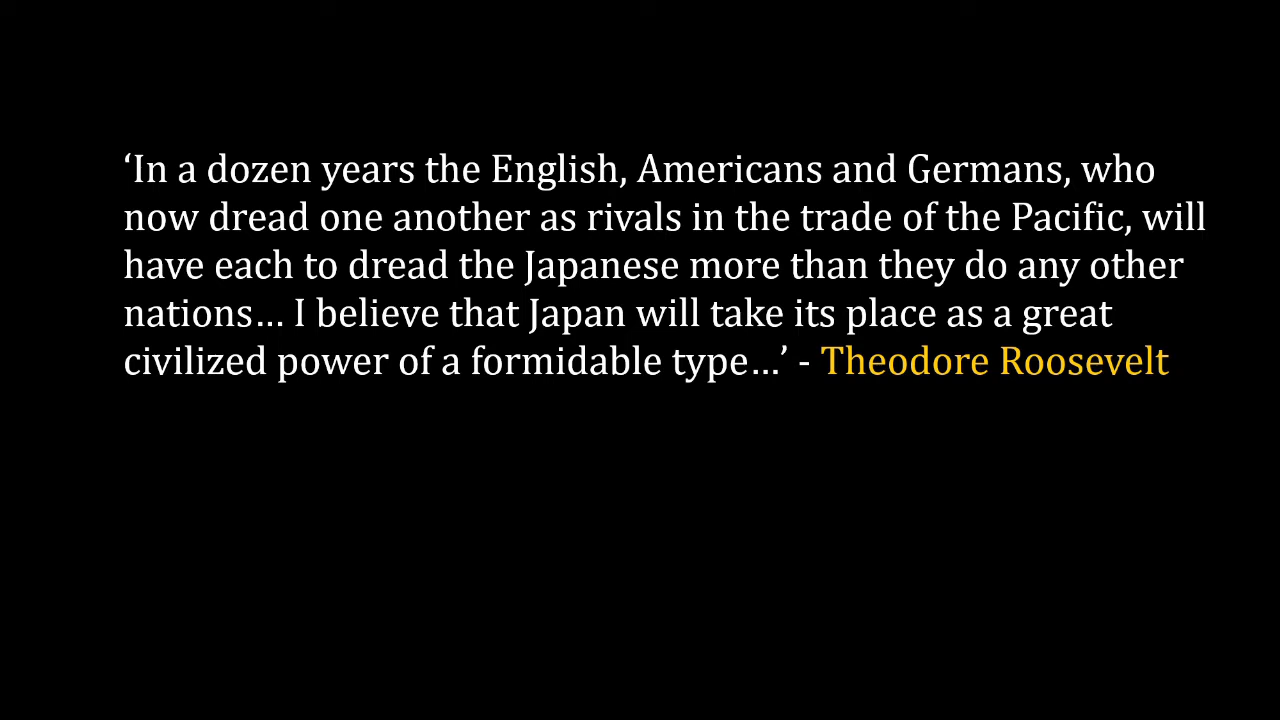 ‘In a dozen years the English, Americans and Germans, who
now dread one another as rivals in the trade of the Pacific, will
have each to dread the Japanese more than they do any other
nations… I believe that Japan will take its place as a great
civilized power of a formidable type…’ - Theodore Roosevelt